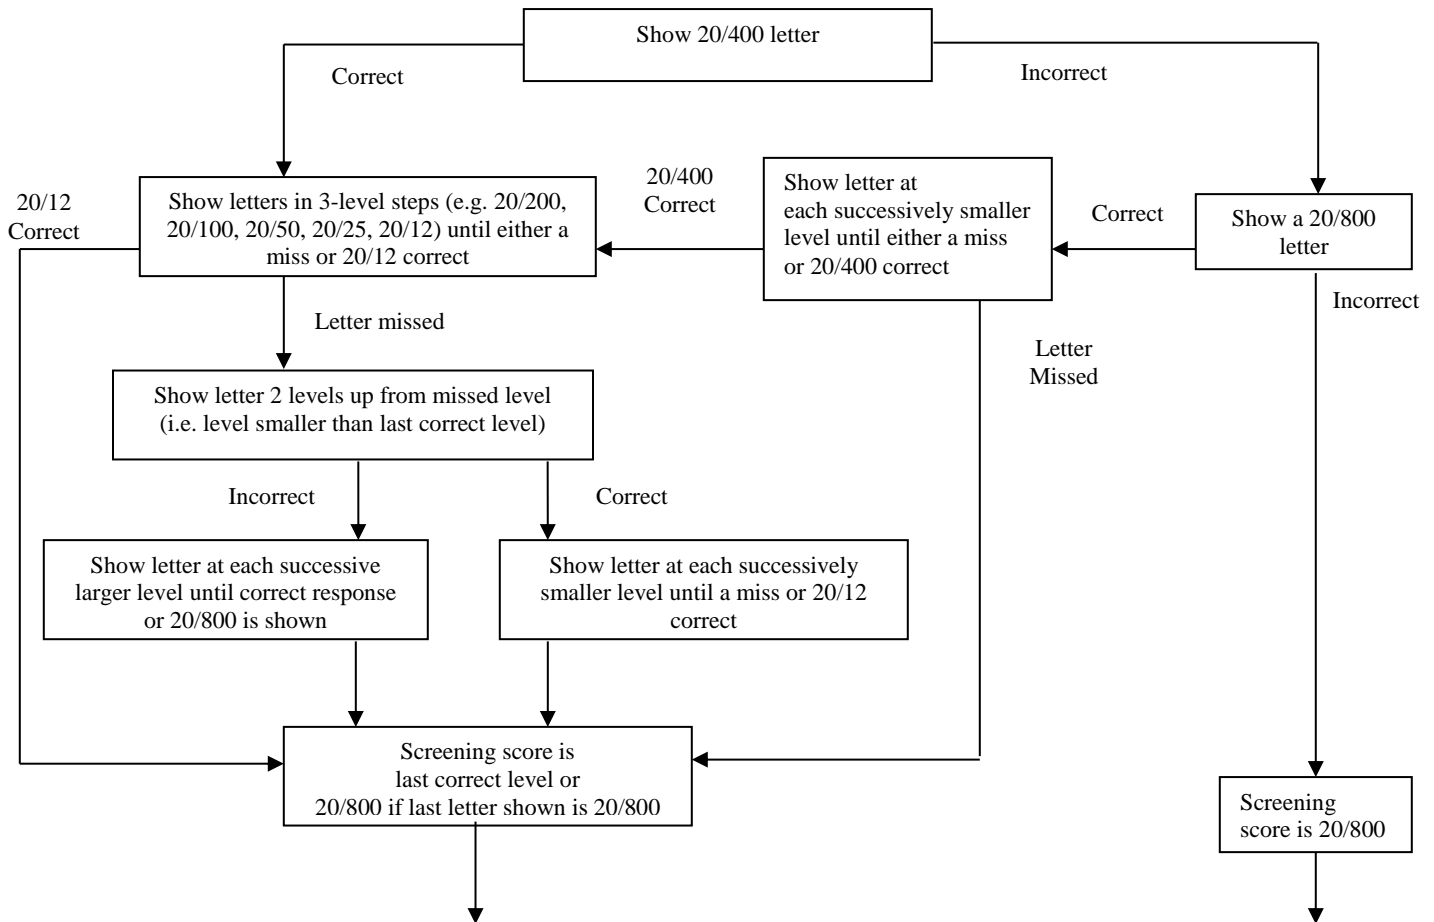 Show 20/400 letter
Correct
Incorrect
20/12
Correct
Show letters in 3-level steps (e.g. 20/200,
20/100, 20/50, 20/25, 20/12) until either a
miss or 20/12 correct
20/400
Correct
Show letter at
each successively smaller
level until either a miss
or 20/400 correct
Correct
Show a 20/800
letter
Incorrect
Letter missed
Letter
Missed
Show letter 2 levels up from missed level
(i.e. level smaller than last correct level)
Incorrect
Correct
Show letter at each successive
larger level until correct response
or 20/800 is shown
Show letter at each successively
smaller level until a miss or 20/12
correct
Screening score is
last correct level or
20/800 if last letter shown is 20/800
Screening
score is 20/800